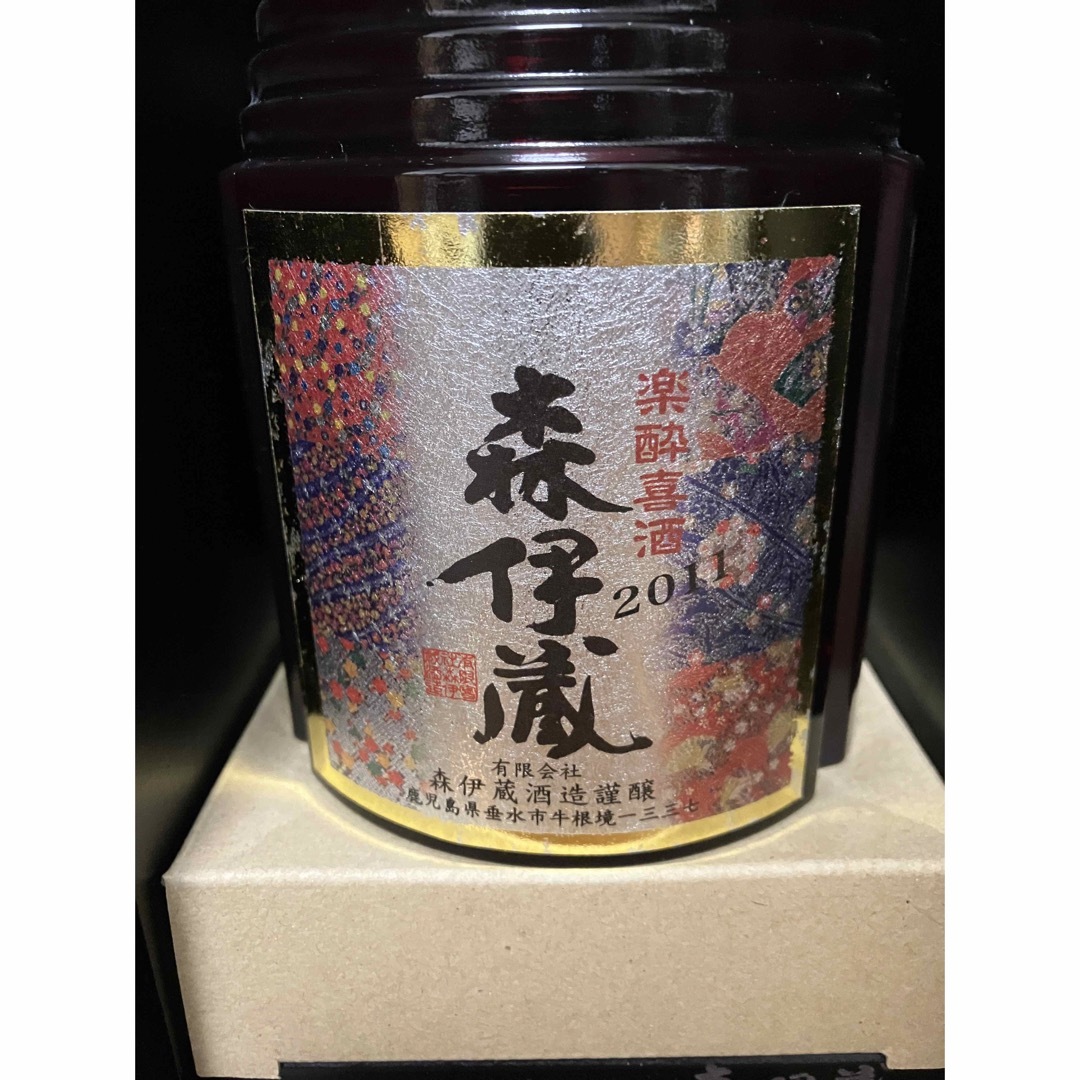 楽酔喜酒
2011
森伊蔵
有限会社
森伊蔵酒造謹醸
鹿児島県垂水市牛根境一三三七